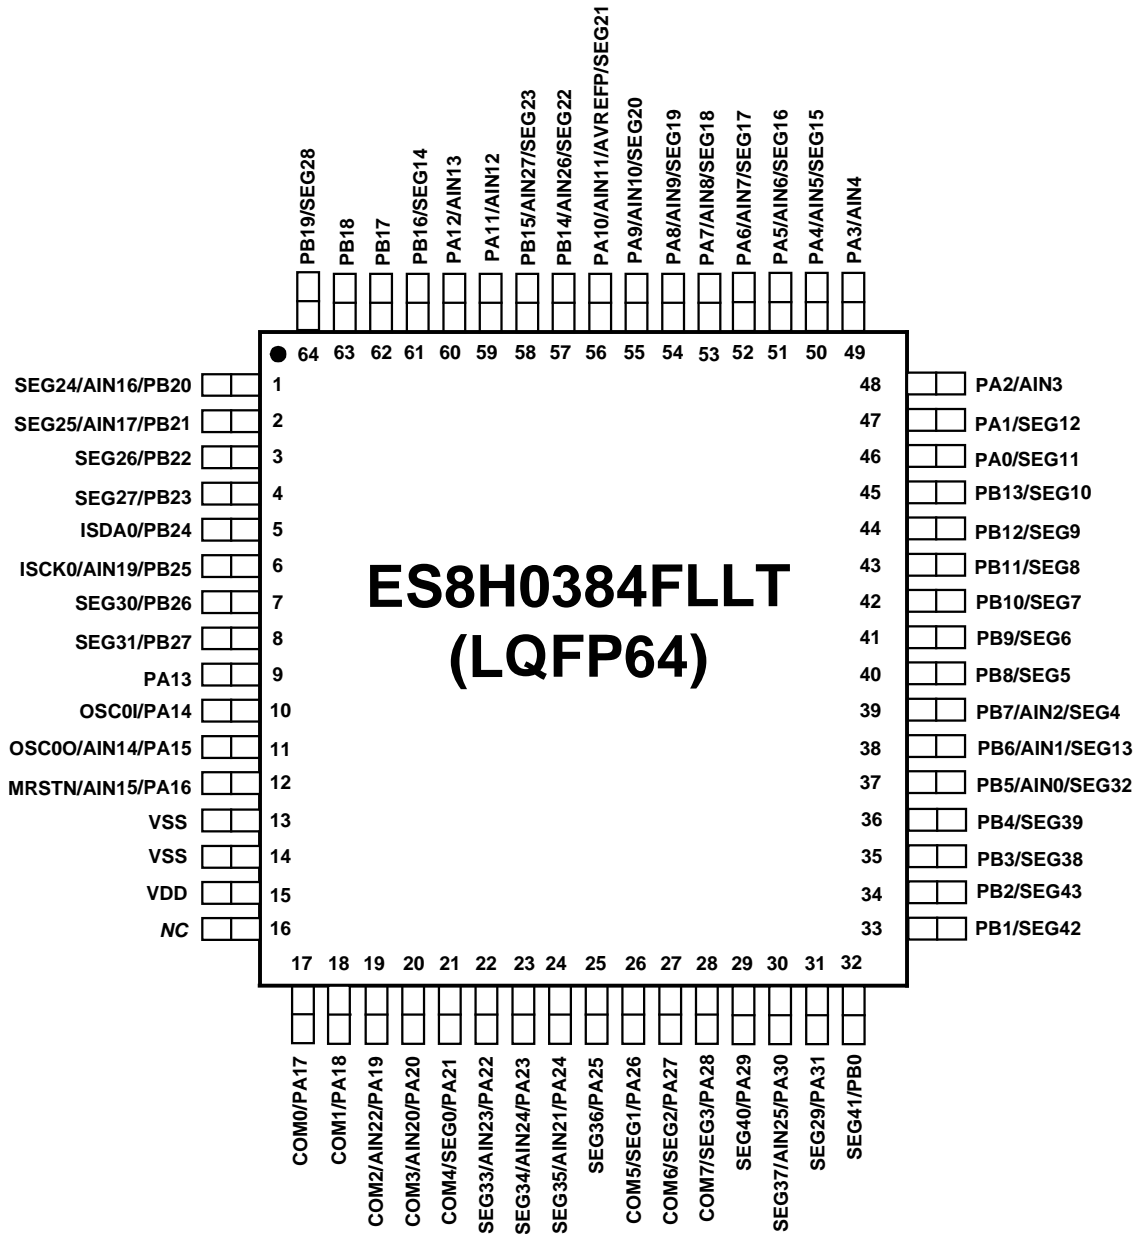 PB19/SEG28
PB18
PB17
PB16/SEG14
PA12/AIN13
PA11/AIN12
PB15/AIN27/SEG23
PB14/AIN26/SEG22
PA10/AIN11/AVREFP/SEG21
PA9/AIN10/SEG20
PA8/AIN9/SEG19
PA7/AIN8/SEG18
PA6/AIN7/SEG17
PA5/AIN6/SEG16
PA4/AIN5/SEG15
PA3/AIN4
64 63 62 61 60 59 58 57 56 55 54 53 52 51 50 49
SEG24/AIN16/PB20 1
SEG25/AIN17/PB21 2
SEG26/PB22 3
SEG27/PB23 4
ISDA0/PB24 5
ISCK0/AIN19/PB25 6
SEG30/PB26 7
SEG31/PB27 8
PA13 9
OSC0I/PA14 10
OSC0O/AIN14/PA15 11
MRSTN/AIN15/PA16 12
VSS 13
VSS 14
VDD 15
NC 16
ES8H0384FLLT
(LQFP64)
48 PA2/AIN3
47 PA1/SEG12
46 PA0/SEG11
45 PB13/SEG10
44 PB12/SEG9
43 PB11/SEG8
42 PB10/SEG7
41 PB9/SEG6
40 PB8/SEG5
39 PB7/AIN2/SEG4
38 PB6/AIN1/SEG13
37 PB5/AIN0/SEG32
36 PB4/SEG39
35 PB3/SEG38
34 PB2/SEG43
33 PB1/SEG42
17 18 19 20 21 22 23 24 25 26 27 28 29 30 31 32
COM0/PA17
COM1/PA18
COM2/AIN22/PA19
COM3/AIN20/PA20
COM4/SEG0/PA21
SEG33/AIN23/PA22
SEG34/AIN24/PA23
SEG35/AIN21/PA24
SEG36/PA25
COM5/SEG1/PA26
COM6/SEG2/PA27
COM7/SEG3/PA28
SEG40/PA29
SEG37/AIN25/PA30
SEG29/PA31
SEG41/PB0